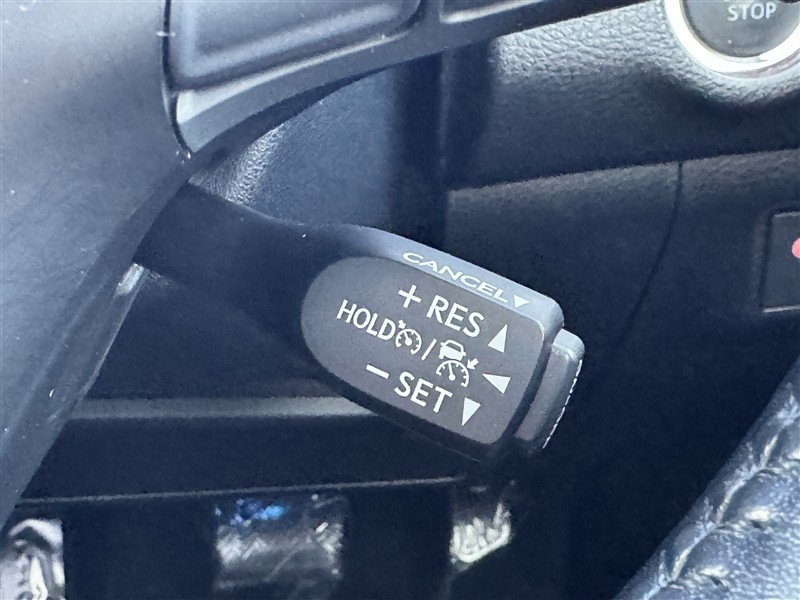 STOP
CANCEL▼
+ RES ▲
HOLD /
− SET ▼